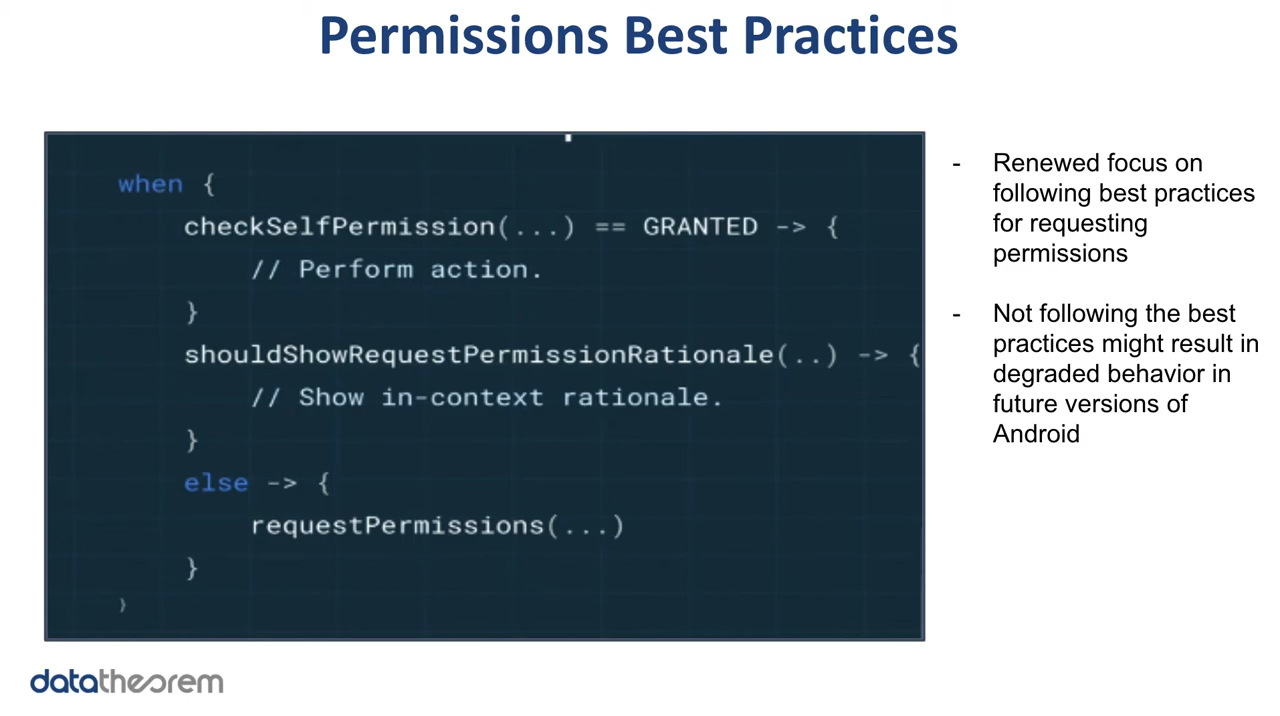 Permissions Best Practices
when {
checkSelfPermission(...) == GRANTED -> {
// Perform action.
}
shouldShowRequestPermissionRationale(..) -> {
// Show in-context rationale.
}
else -> {
requestPermissions(...)
}
}
- Renewed focus on
following best practices
for requesting
permissions
- Not following the best
practices might result in
degraded behavior in
future versions of
Android
datatheorem